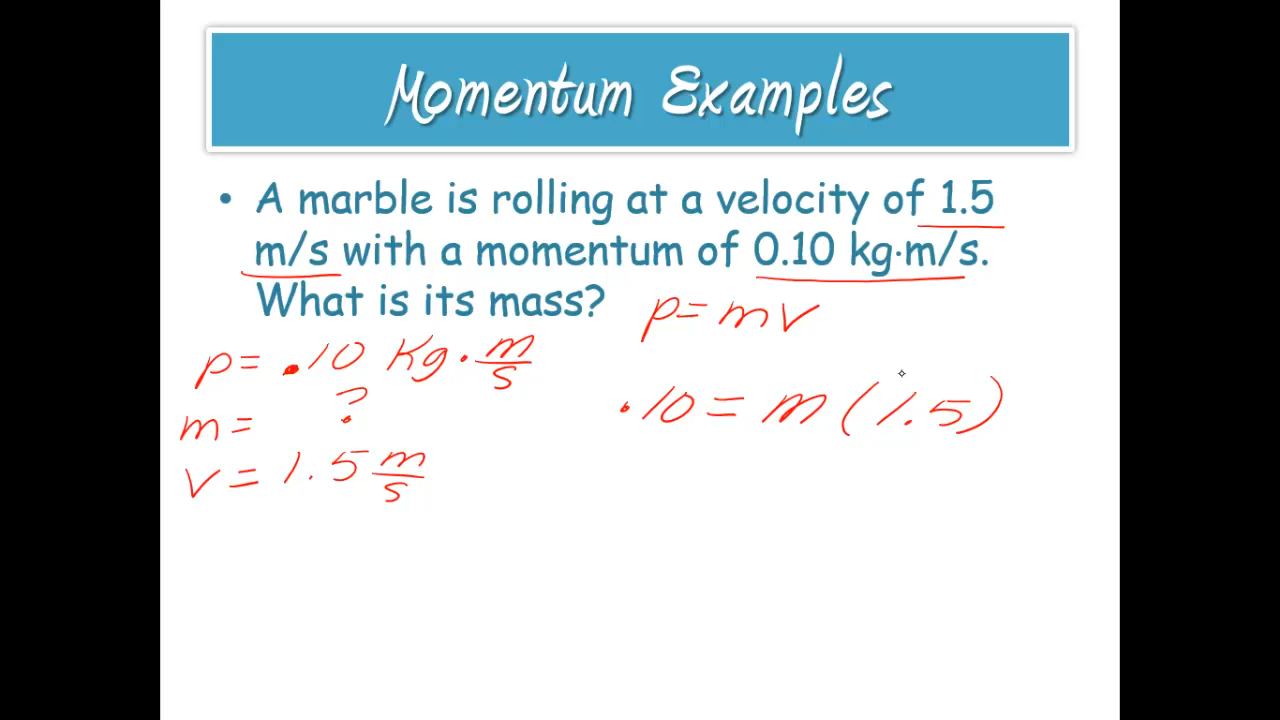 Momentum Examples
• A marble is rolling at a velocity of 1.5
m/s with a momentum of 0.10 kg·m/s.
What is its mass?
p = mv
p = .10 Kg · m/s
m = ?
.10 = m(1.5)
v = 1.5 m/s